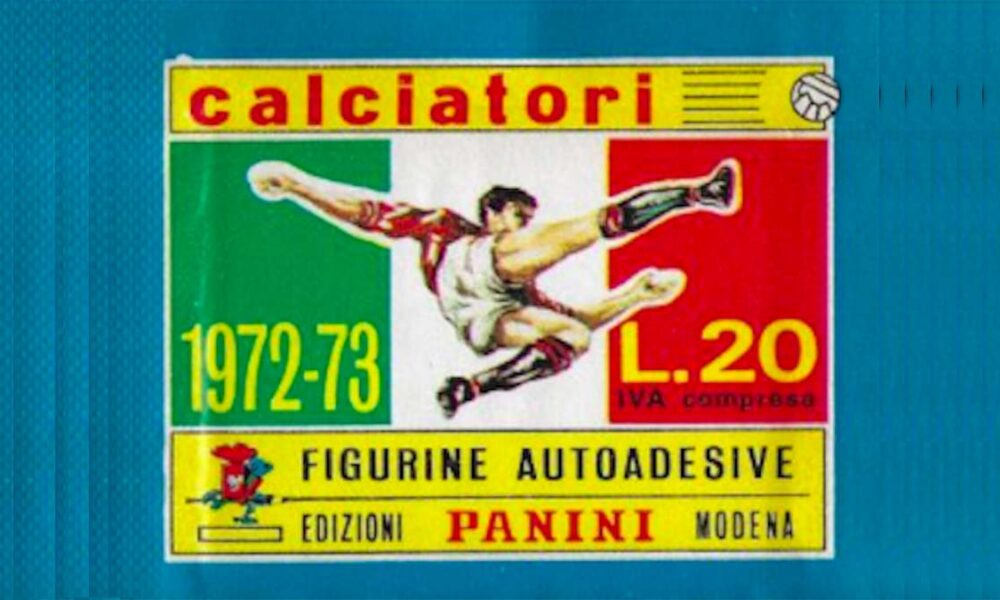 calciatori
1972-73
L.20
IVA compresa
FIGURINE AUTOADESIVE
EDIZIONI PANINI MODENA